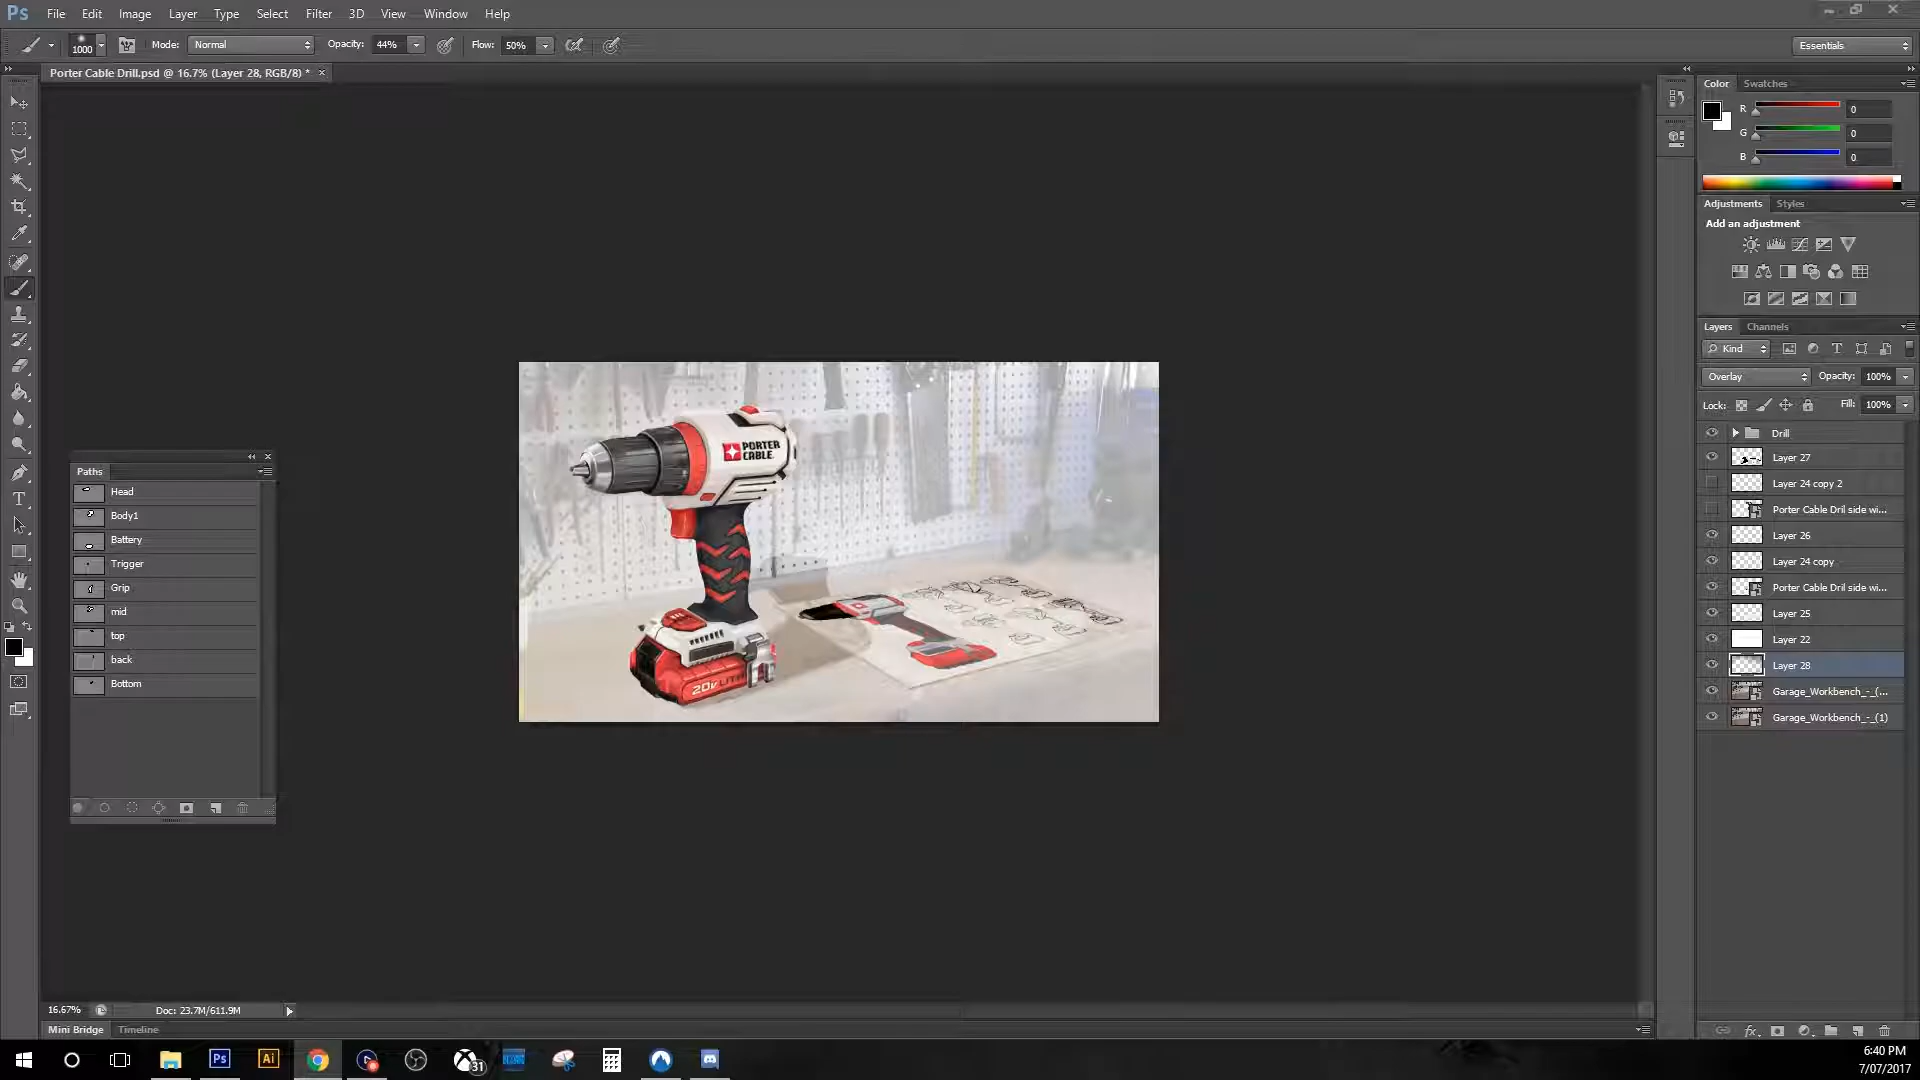 Ps File Edit Image Layer Type Select Filter 3D View Window Help
1000 Mode: Normal Opacity: 44% Flow: 50% Essentials
Porter Cable Drill.psd @ 16.7% (Layer 28, RGB/8) * ×
Color Swatches
R 0
G 0
B 0
Adjustments Styles
Add an adjustment
Layers Channels
Kind
Overlay Opacity: 100%
Lock: Fill: 100%
Drill
Layer 27
Layer 24 copy 2
Porter Cable Dril side wi...
Layer 26
Layer 24 copy
Porter Cable Dril side wi...
Layer 25
Layer 22
Layer 28
Garage_Workbench_-_(...
Garage_Workbench_-_(1)
Paths
Head
Body1
Battery
Trigger
Grip
mid
top
back
Bottom
PORTER
CABLE
20v LITH
16.67% Doc: 23.7M/611.9M
Mini Bridge Timeline
Ps Ai 31
6:40 PM
7/07/2017